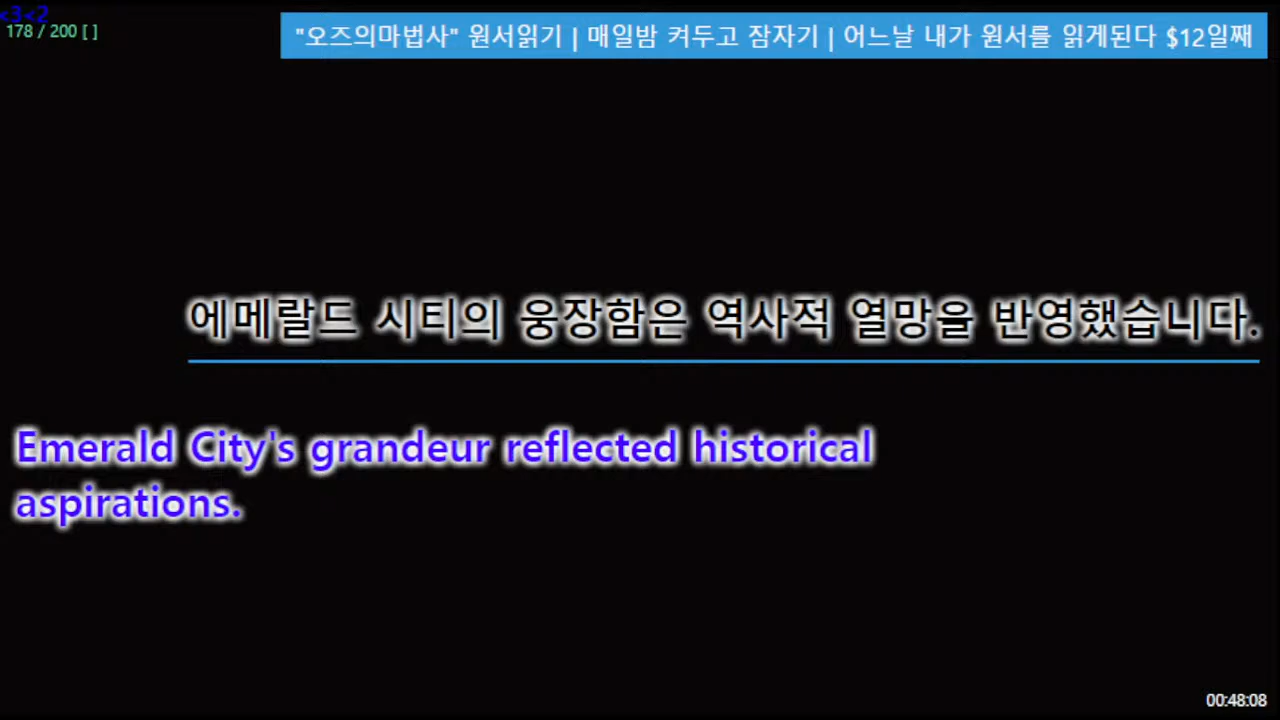 <3<2
178 / 200 [ ]
"오즈의마법사" 원서읽기 | 매일밤 켜두고 잠자기 | 어느날 내가 원서를 읽게된다 $12일째
에메랄드 시티의 웅장함은 역사적 열망을 반영했습니다.
Emerald City's grandeur reflected historical
aspirations.
00:48:08